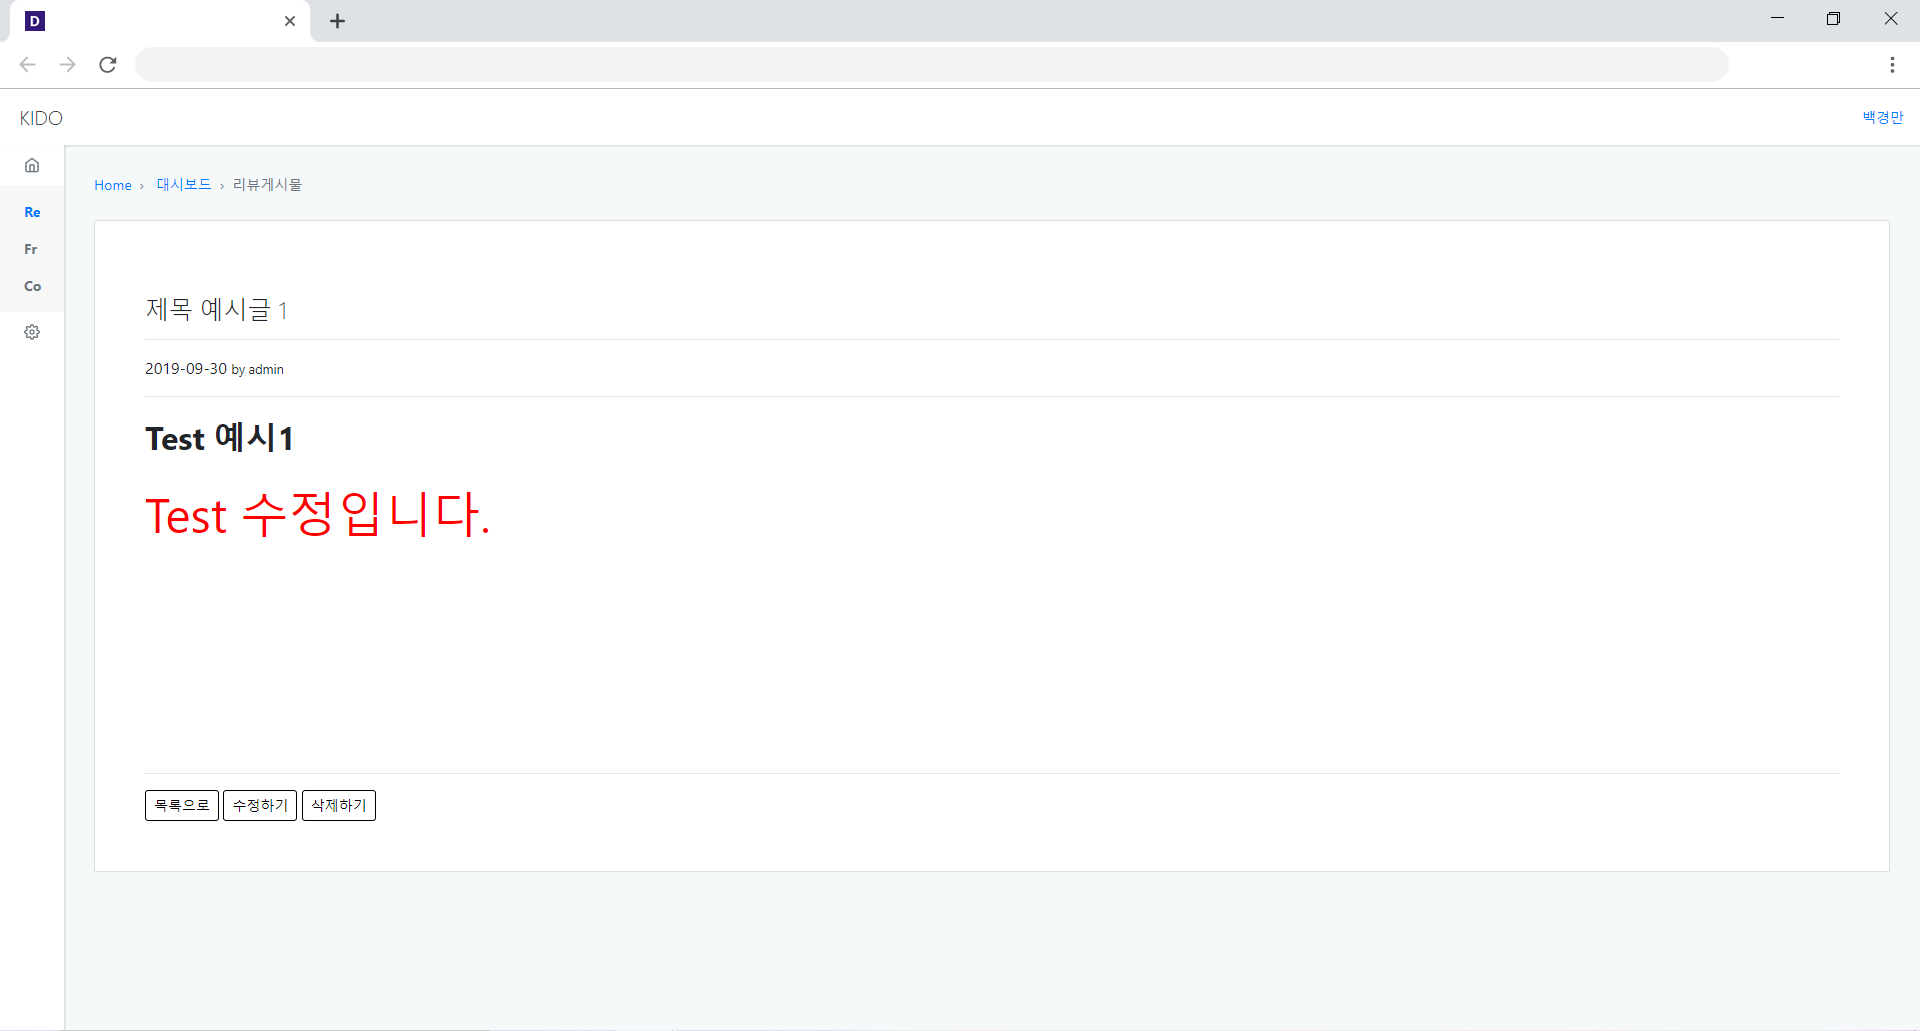 D
KIDO
백경만
Home › 대시보드 › 리뷰게시물
Re
Fr
Co
제목 예시글 1
2019-09-30 by admin
Test 예시1
Test 수정입니다.
목록으로 수정하기 삭제하기